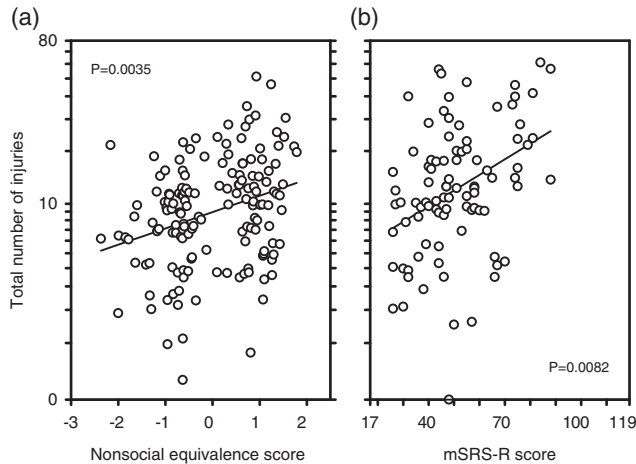 (a)
(b)
Total number of injuries
80
10
0
P=0.0035
P=0.0082
-3 -2 -1 0 1 2
17 40 70 100 119
Nonsocial equivalence score
mSRS-R score